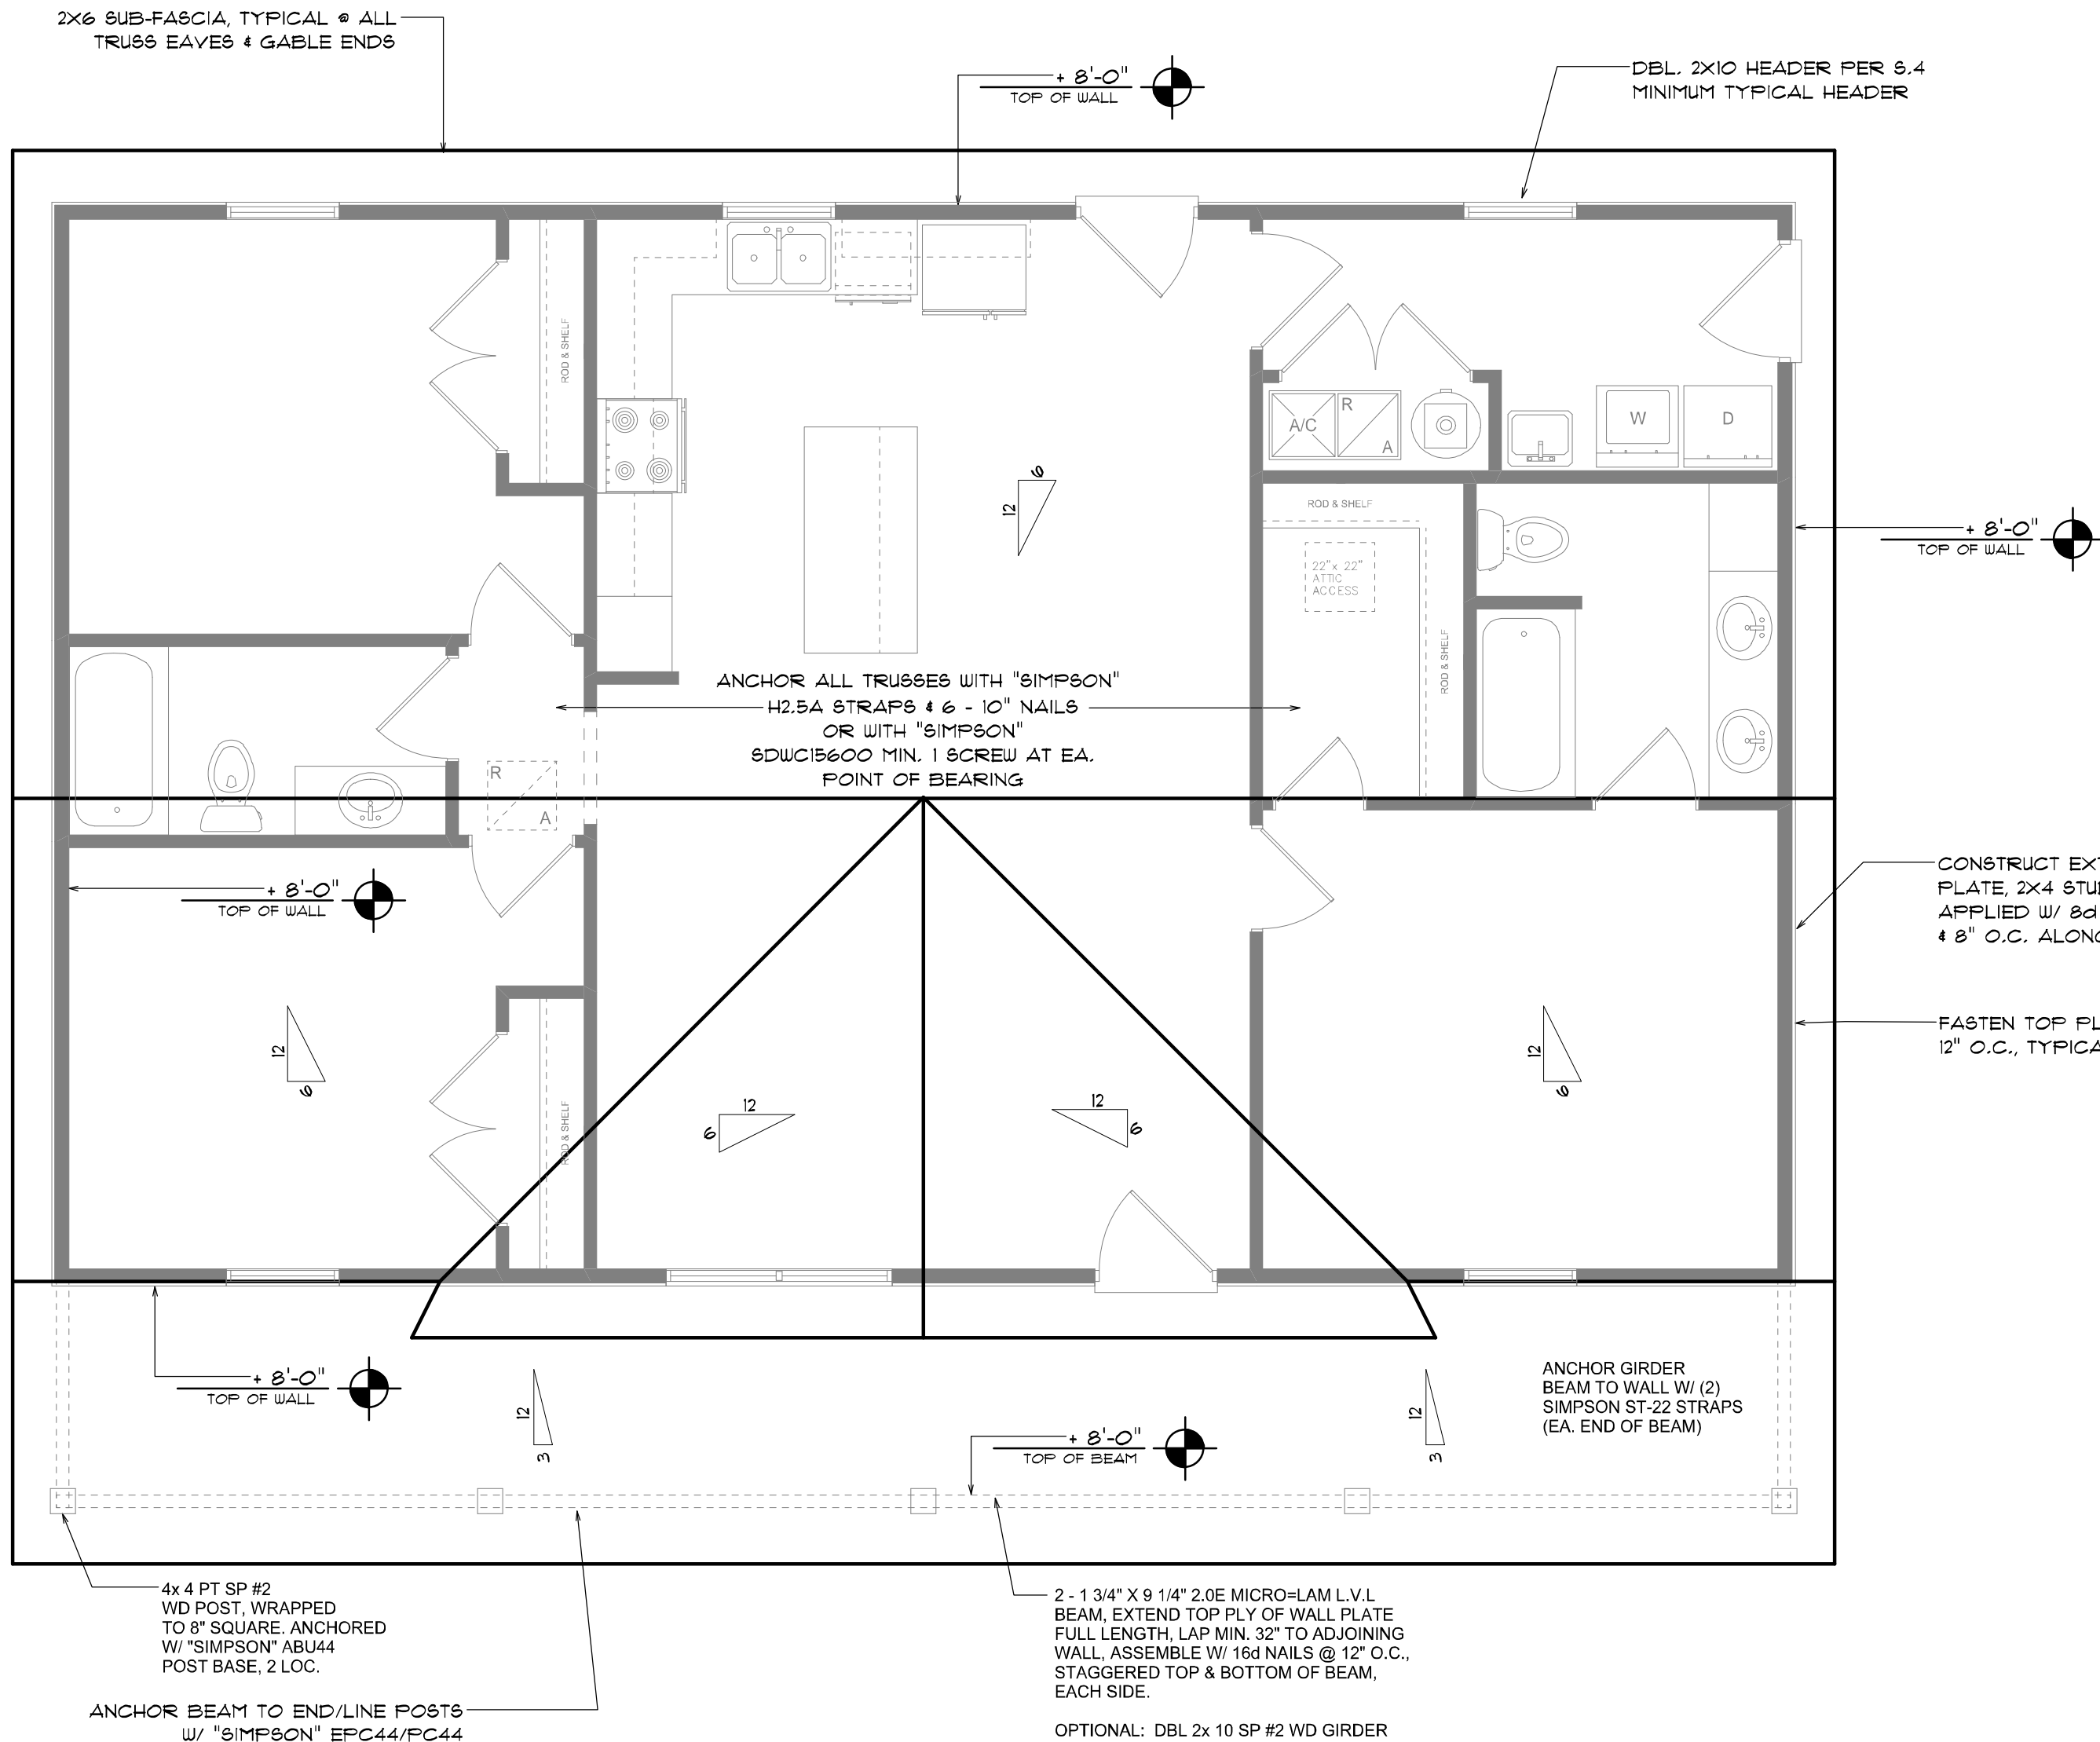 2X6 SUB-FASCIA, TYPICAL @ ALL
TRUSS EAVES & GABLE ENDS
+ 8'-0"
TOP OF WALL
DBL. 2X10 HEADER PER S.4
MINIMUM TYPICAL HEADER
ROD & SHELF
A/C
R
A
W
D
6
12
ROD & SHELF
22"x 22"
ATTIC
ACCESS
ROD & SHELF
+ 8'-0"
TOP OF WALL
ANCHOR ALL TRUSSES WITH "SIMPSON"
H2.5A STRAPS & 6 - 10" NAILS
OR WITH "SIMPSON"
SDWC15600 MIN. 1 SCREW AT EA.
POINT OF BEARING
R
A
+ 8'-0"
TOP OF WALL
CONSTRUCT EXT
PLATE, 2X4 STU
APPLIED W/ 8d
& 8" O.C. ALONG
FASTEN TOP PL
12" O.C., TYPICA
12
6
ROD & SHELF
12
6
12
6
12
6
+ 8'-0"
TOP OF WALL
12
3
+ 8'-0"
TOP OF BEAM
12
3
ANCHOR GIRDER
BEAM TO WALL W/ (2)
SIMPSON ST-22 STRAPS
(EA. END OF BEAM)
4x 4 PT SP #2
WD POST, WRAPPED
TO 8" SQUARE. ANCHORED
W/ "SIMPSON" ABU44
POST BASE, 2 LOC.
ANCHOR BEAM TO END/LINE POSTS
W/ "SIMPSON" EPC44/PC44
2 - 1 3/4" X 9 1/4" 2.0E MICRO=LAM L.V.L
BEAM, EXTEND TOP PLY OF WALL PLATE
FULL LENGTH, LAP MIN. 32" TO ADJOINING
WALL, ASSEMBLE W/ 16d NAILS @ 12" O.C.,
STAGGERED TOP & BOTTOM OF BEAM,
EACH SIDE.
OPTIONAL: DBL 2x 10 SP #2 WD GIRDER